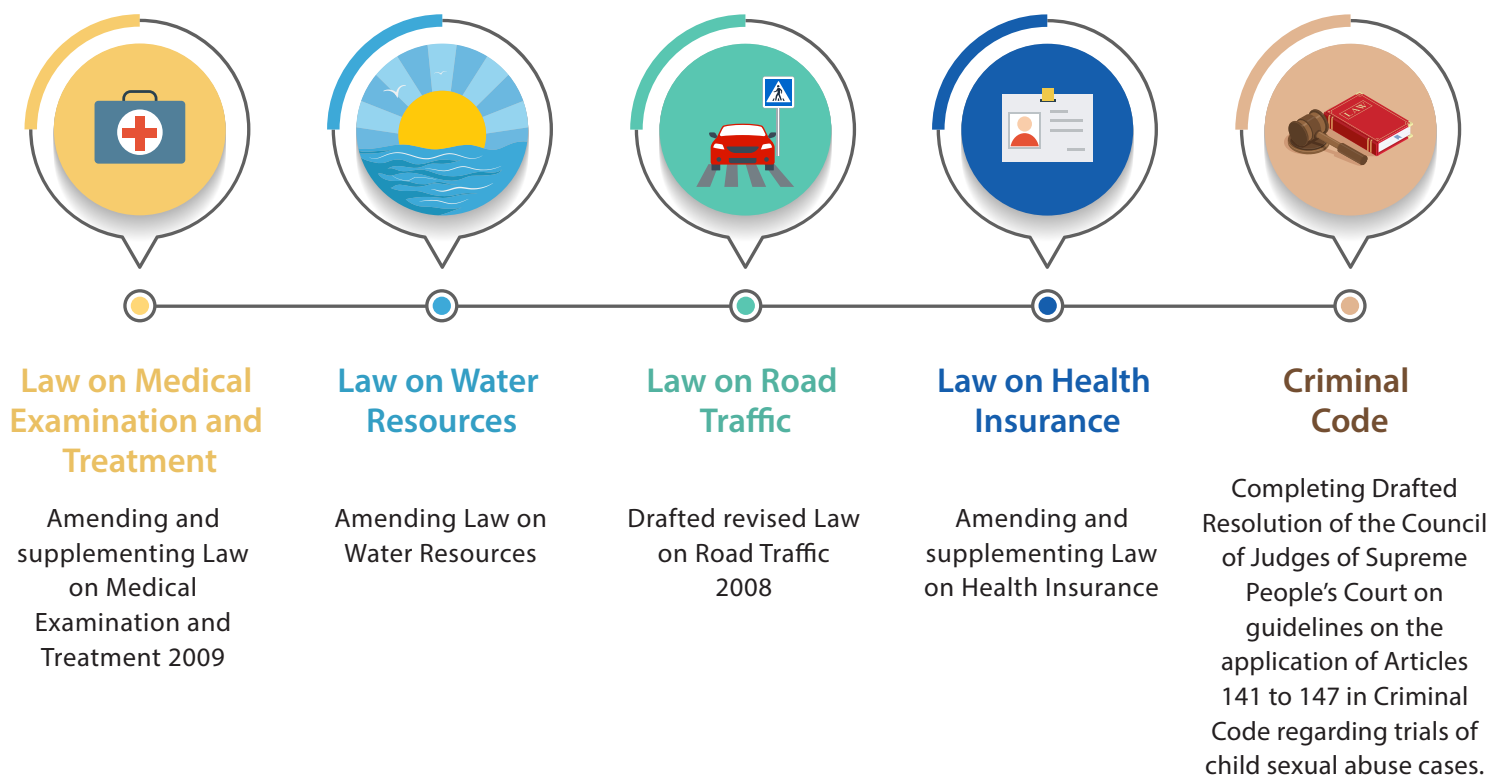 LAW
Law on Medical
Examination and
Treatment
Amending and
supplementing Law
on Medical
Examination and
Treatment 2009
Law on Water
Resources
Amending Law on
Water Resources
Law on Road
Traffic
Drafted revised Law
on Road Traffic
2008
Law on Health
Insurance
Amending and
supplementing Law
on Health Insurance
Criminal
Code
Completing Drafted
Resolution of the Council
of Judges of Supreme
People’s Court on
guidelines on the
application of Articles
141 to 147 in Criminal
Code regarding trials of
child sexual abuse cases.